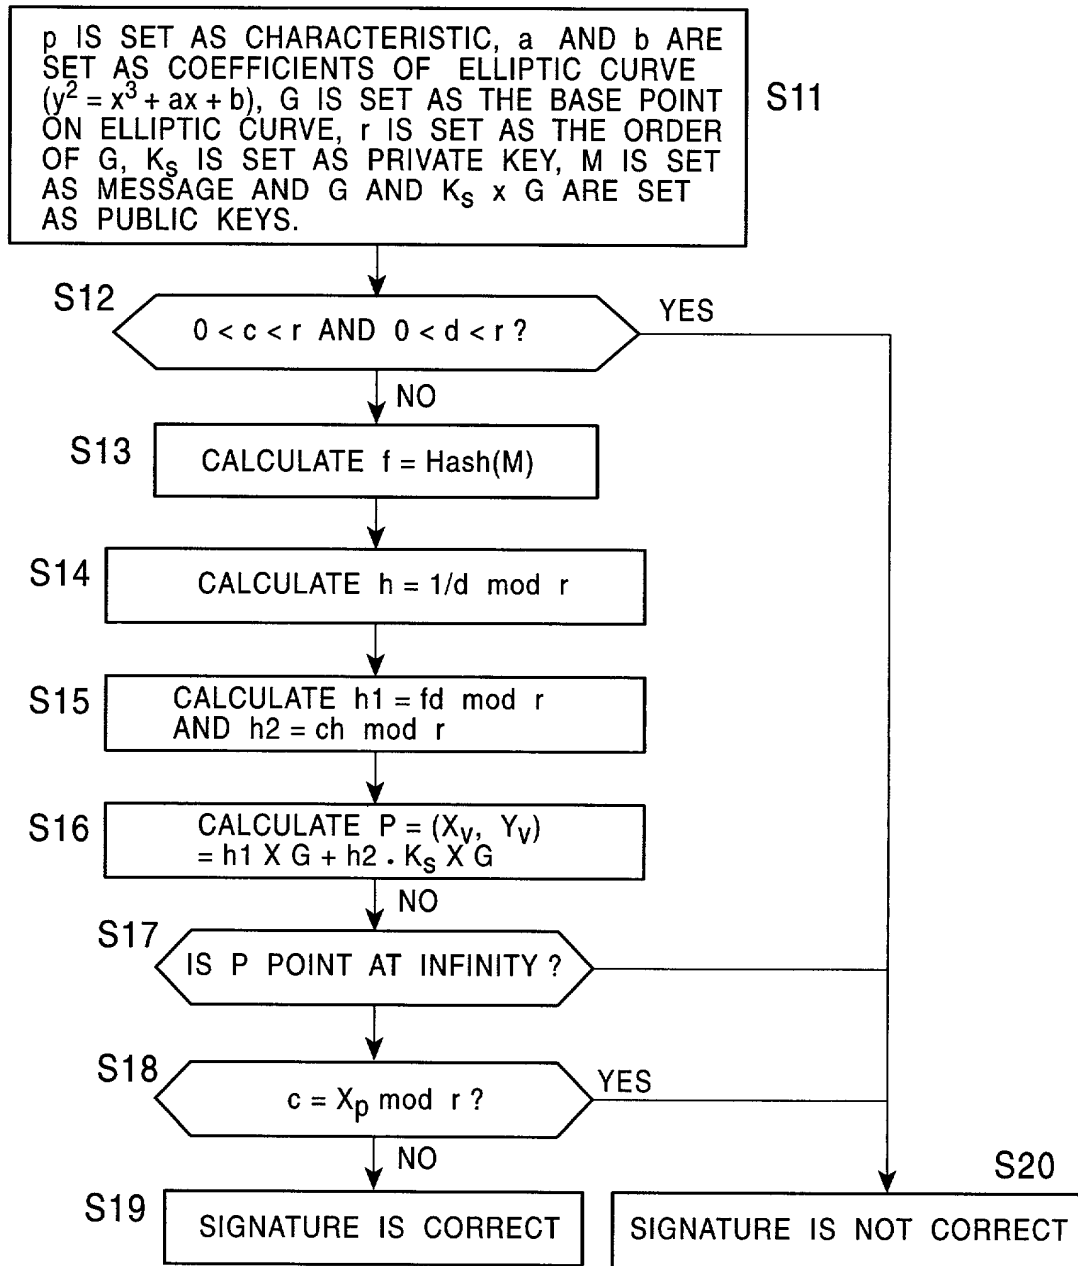 p IS SET AS CHARACTERISTIC, a AND b ARE
SET AS COEFFICIENTS OF ELLIPTIC CURVE
(y² = x³ + ax + b), G IS SET AS THE BASE POINT
ON ELLIPTIC CURVE, r IS SET AS THE ORDER
OF G, Kₛ IS SET AS PRIVATE KEY, M IS SET
AS MESSAGE AND G AND Kₛ x G ARE SET
AS PUBLIC KEYS.
S11
S12
0 < c < r AND 0 < d < r ?
YES
NO
S13
CALCULATE f = Hash(M)
S14
CALCULATE h = 1/d mod r
S15
CALCULATE h1 = fd mod r
AND h2 = ch mod r
S16
CALCULATE P = (Xᵥ, Yᵥ)
= h1 X G + h2 . Kₛ X G
NO
S17
IS P POINT AT INFINITY ?
S18
c = Xₚ mod r ?
YES
NO
S19
SIGNATURE IS CORRECT
S20
SIGNATURE IS NOT CORRECT